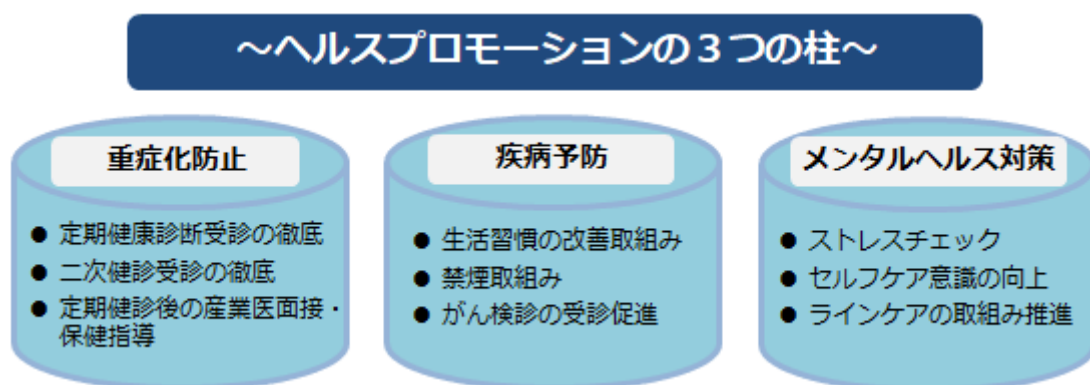 ～ヘルスプロモーションの３つの柱～
重症化防止
● 定期健康診断受診の徹底
● 二次健診受診の徹底
● 定期健診後の産業医面接・
保健指導
疾病予防
● 生活習慣の改善取組み
● 禁煙取組み
● がん検診の受診促進
メンタルヘルス対策
● ストレスチェック
● セルフケア意識の向上
● ラインケアの取組み推進